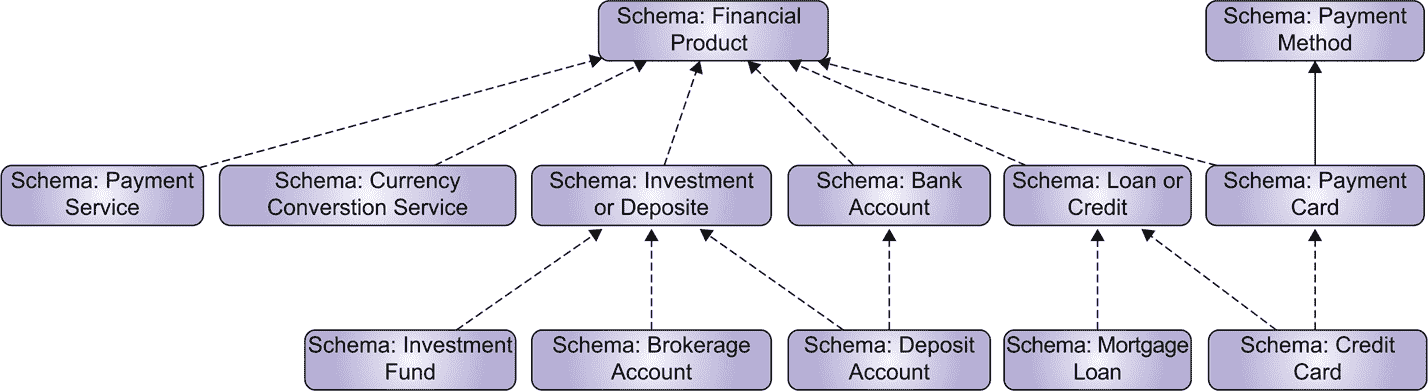 Schema: Financial
Product
Schema: Payment
Method
Schema: Payment
Service
Schema: Currency
Converstion Service
Schema: Investment
or Deposite
Schema: Bank
Account
Schema: Loan or
Credit
Schema: Payment
Card
Schema: Investment
Fund
Schema: Brokerage
Account
Schema: Deposit
Account
Schema: Mortgage
Loan
Schema: Credit
Card